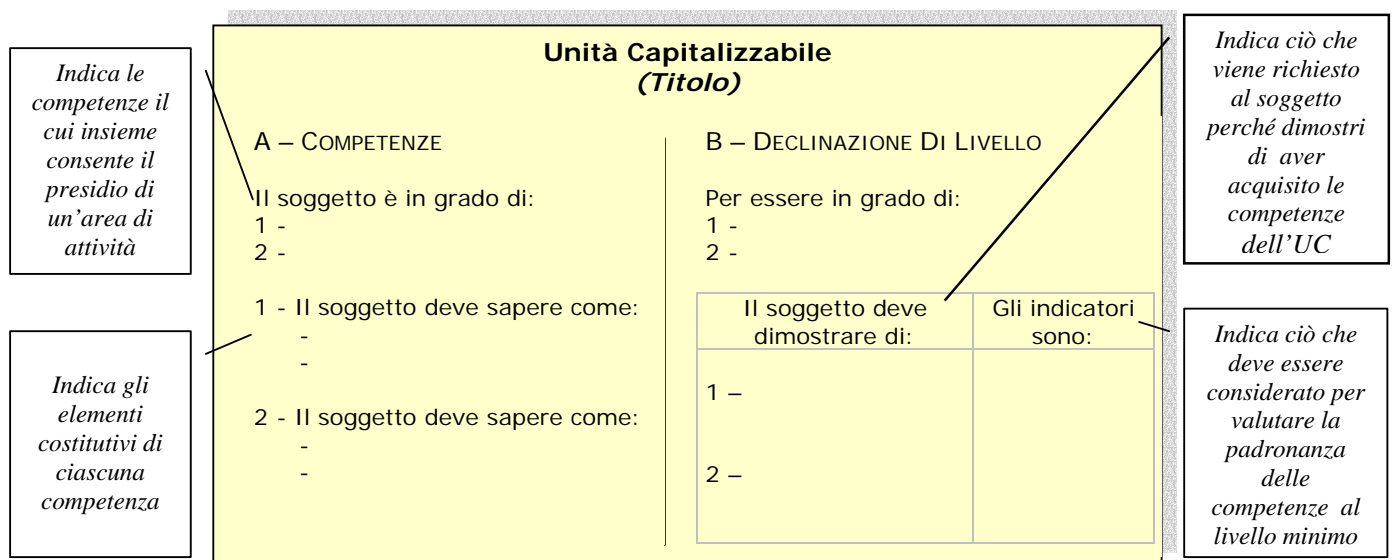 Indica le
competenze il
cui insieme
consente il
presidio di
un'area di
attività
Indica gli
elementi
costitutivi di
ciascuna
competenza
Unità Capitalizzabile
(Titolo)
A – COMPETENZE
Il soggetto è in grado di:
1 -
2 -
1 - Il soggetto deve sapere come:
-
-
2 - Il soggetto deve sapere come:
-
-
B – DECLINAZIONE DI LIVELLO
Per essere in grado di:
1 -
2 -
Il soggetto deve
dimostrare di:
Gli indicatori
sono:
1 –
2 –
Indica ciò che
viene richiesto
al soggetto
perché dimostri
di aver
acquisito le
competenze
dell'UC
Indica ciò che
deve essere
considerato per
valutare la
padronanza
delle
competenze al
livello minimo